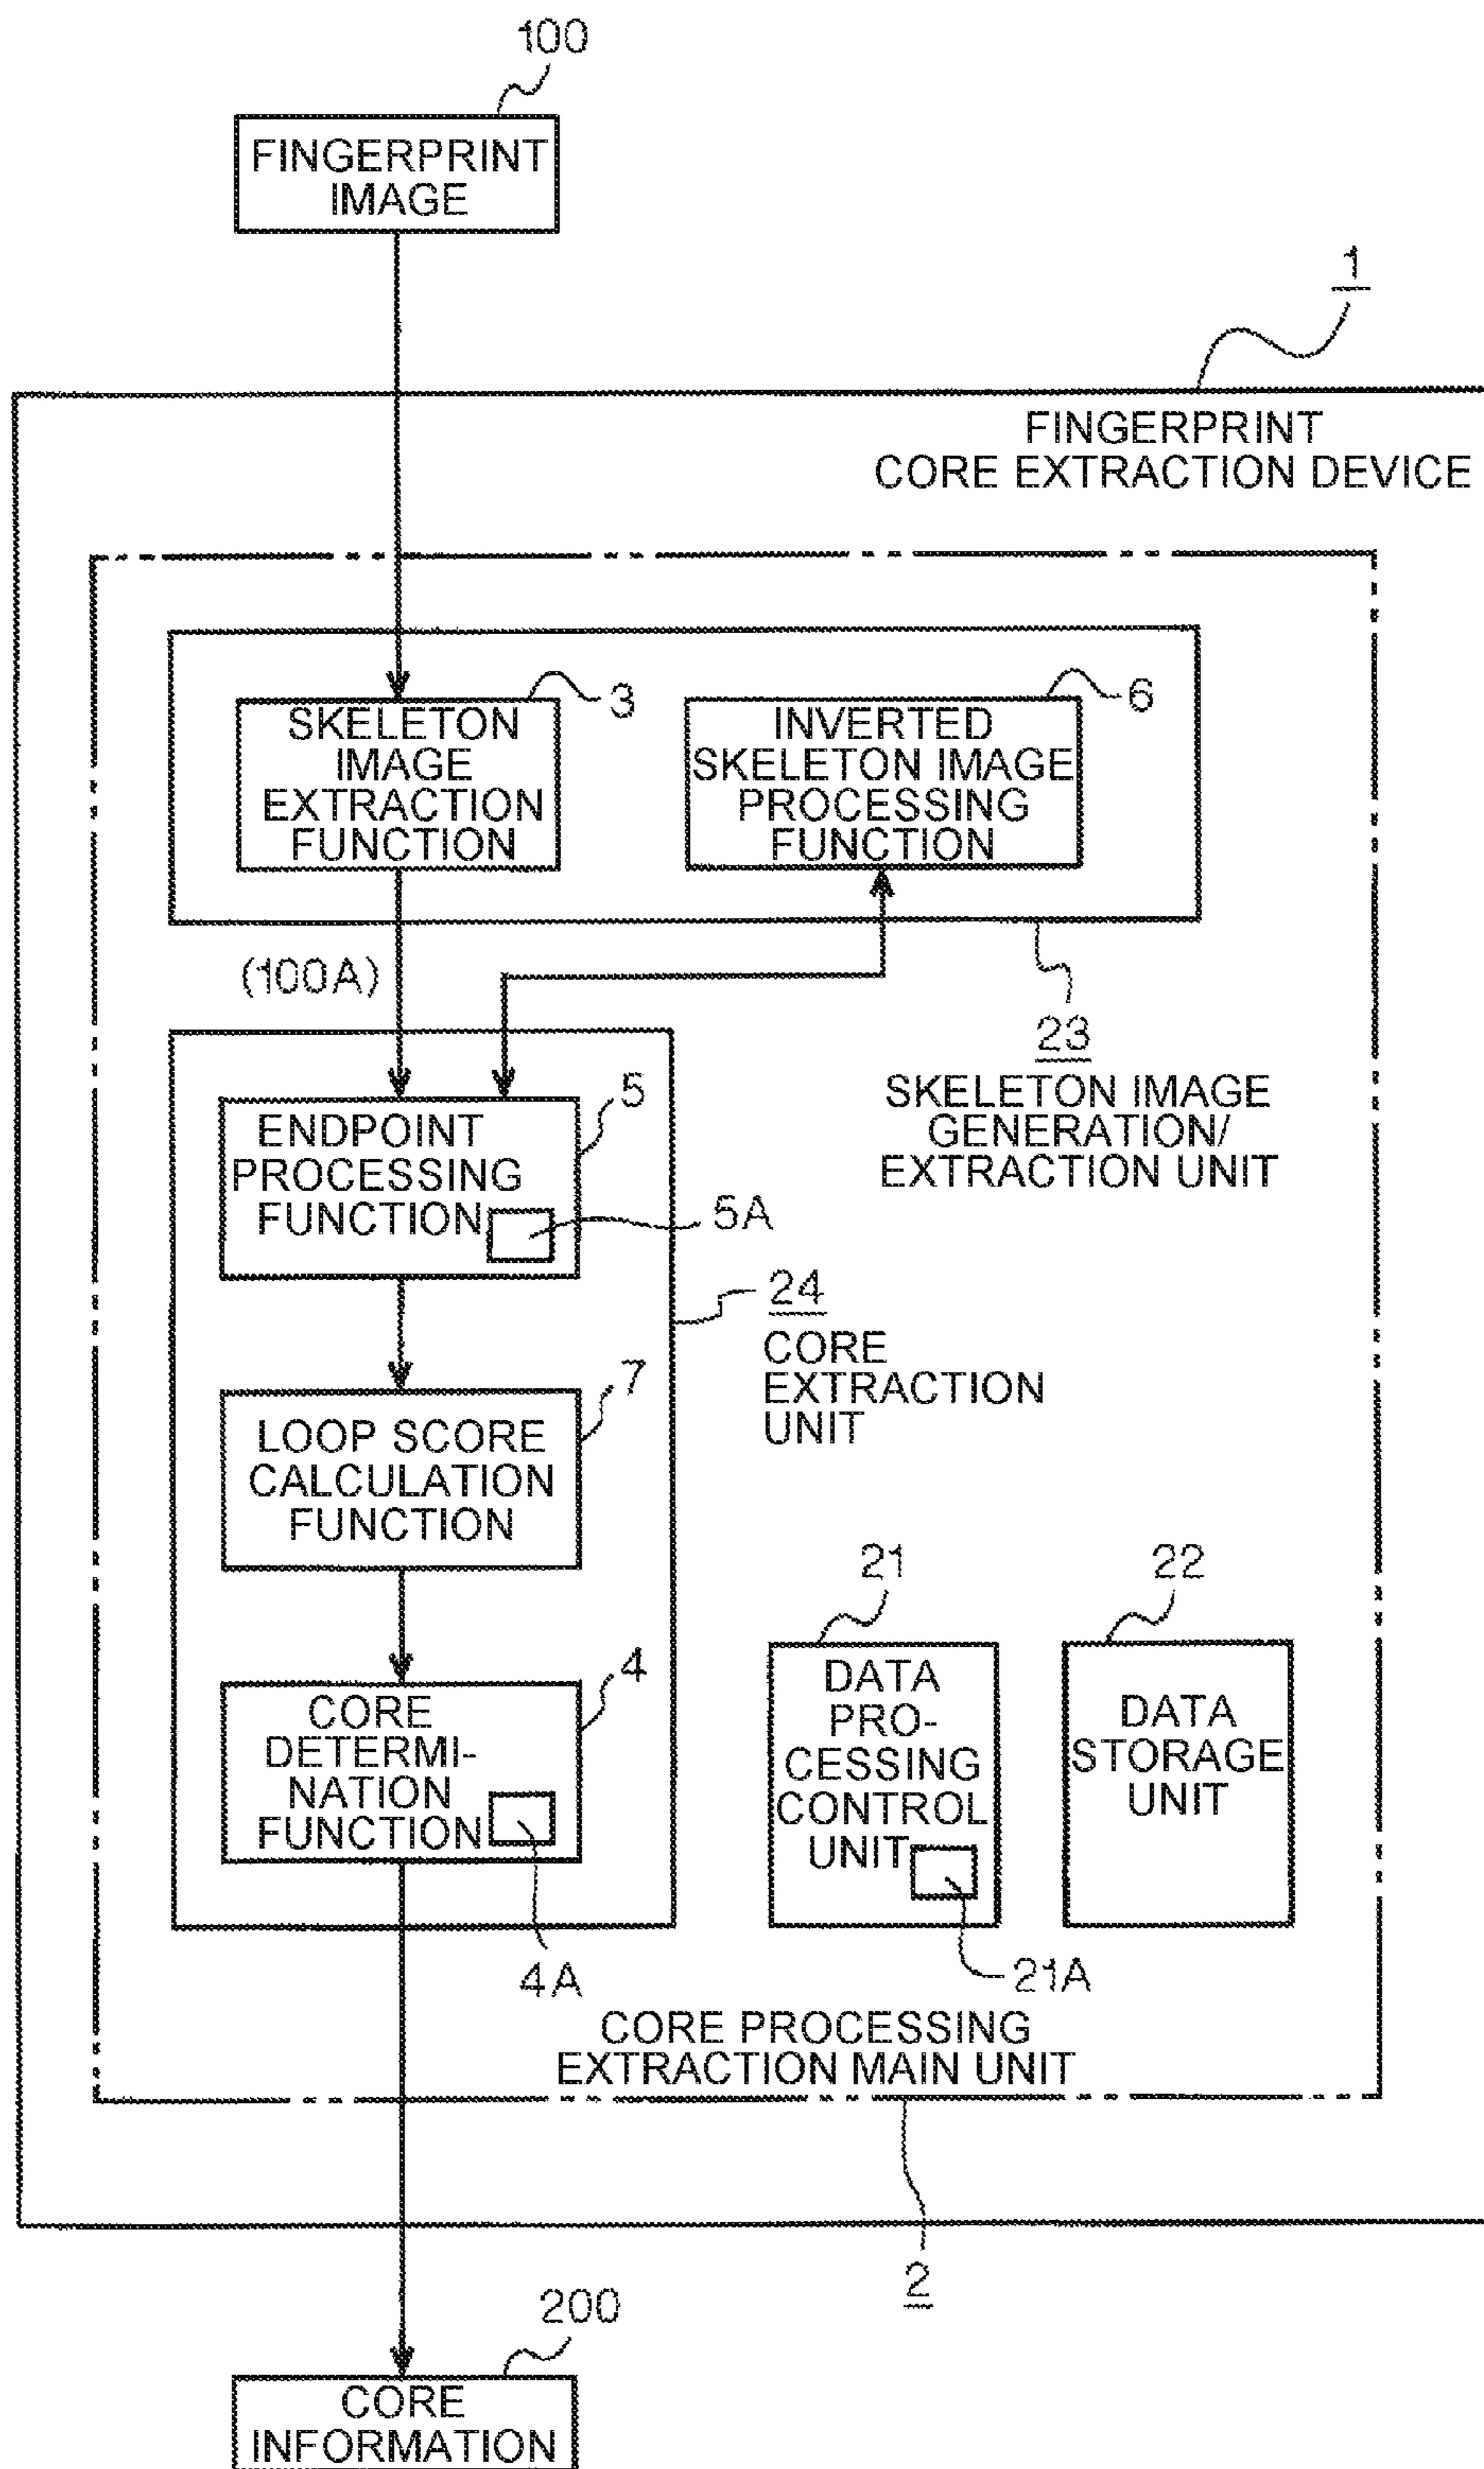 100
FINGERPRINT
IMAGE
1
FINGERPRINT
CORE EXTRACTION DEVICE
3
SKELETON
IMAGE
EXTRACTION
FUNCTION
6
INVERTED
SKELETON IMAGE
PROCESSING
FUNCTION
(100A)
23
SKELETON IMAGE
GENERATION/
EXTRACTION UNIT
5
ENDPOINT
PROCESSING
FUNCTION
5A
24
CORE
EXTRACTION
UNIT
7
LOOP SCORE
CALCULATION
FUNCTION
4
CORE
DETERMI-
NATION
FUNCTION
4A
21
DATA
PRO-
CESSING
CONTROL
UNIT
21A
22
DATA
STORAGE
UNIT
CORE PROCESSING
EXTRACTION MAIN UNIT
2
200
CORE
INFORMATION